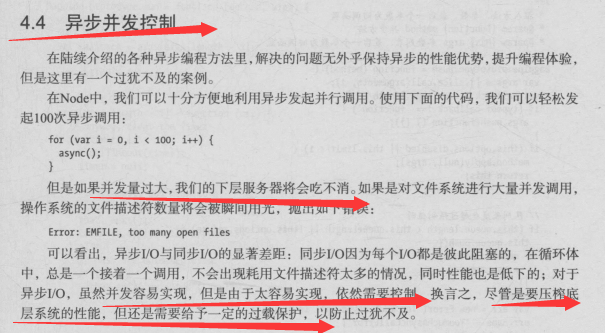 4.4 异步并发控制
在陆续介绍的各种异步编程方法里，解决的问题无外乎保持异步的性能优势，提升编程体验，
但是这里有一个过犹不及的案例。
在Node中，我们可以十分方便地利用异步发起并行调用。使用下面的代码，我们可以轻松发
起100次异步调用：
for (var i = 0, i < 100; i++) {
async();
}
但是如果并发量过大，我们的下层服务器将会吃不消。如果是对文件系统进行大量并发调用，
操作系统的文件描述符数量将会被瞬间用光，抛出如下错误：
Error: EMFILE, too many open files
可以看出，异步I/O与同步I/O的显著差距：同步I/O因为每个I/O都是彼此阻塞的，在循环体
中，总是一个接着一个调用，不会出现耗用文件描述符太多的情况，同时性能也是低下的；对于
异步I/O，虽然并发容易实现，但是由于太容易实现，依然需要控制。换言之，尽管是要压榨底
层系统的性能，但还是需要给予一定的过载保护，以防止过犹不及。